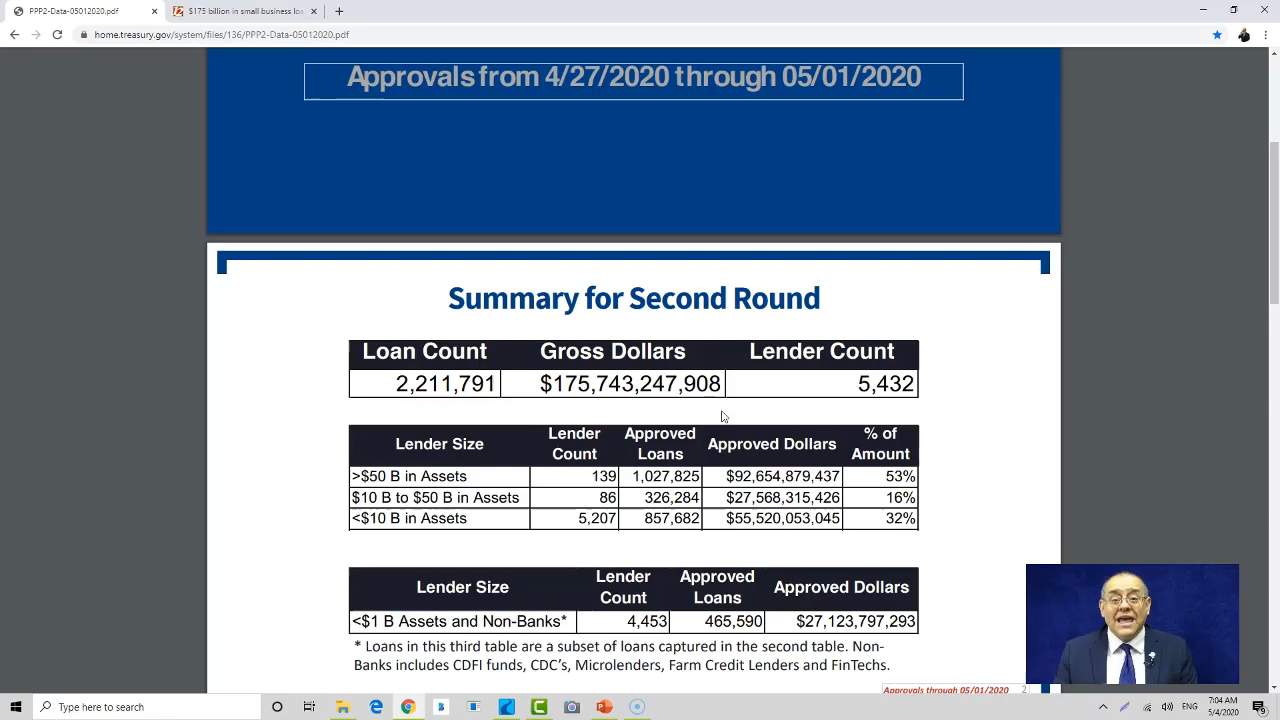 PPP2-Data-05012020.pdf
$175 billion in small business lo
home.treasury.gov/system/files/136/PPP2-Data-05012020.pdf
Approvals from 4/27/2020 through 05/01/2020
Summary for Second Round
Loan Count Gross Dollars Lender Count
2,211,791 $175,743,247,908 5,432
Lender Size Lender Count Approved Loans Approved Dollars % of Amount
>$50 B in Assets 139 1,027,825 $92,654,879,437 53%
$10 B to $50 B in Assets 86 326,284 $27,568,315,426 16%
<$10 B in Assets 5,207 857,682 $55,520,053,045 32%
Lender Size Lender Count Approved Loans Approved Dollars
<$1 B Assets and Non-Banks* 4,453 465,590 $27,123,797,293
* Loans in this third table are a subset of loans captured in the second table. Non-
Banks includes CDFI funds, CDC's, Microlenders, Farm Credit Lenders and FinTechs.
Approvals through 05/01/2020 2
Type here to search
ENG
7:04 AM
5/4/2020